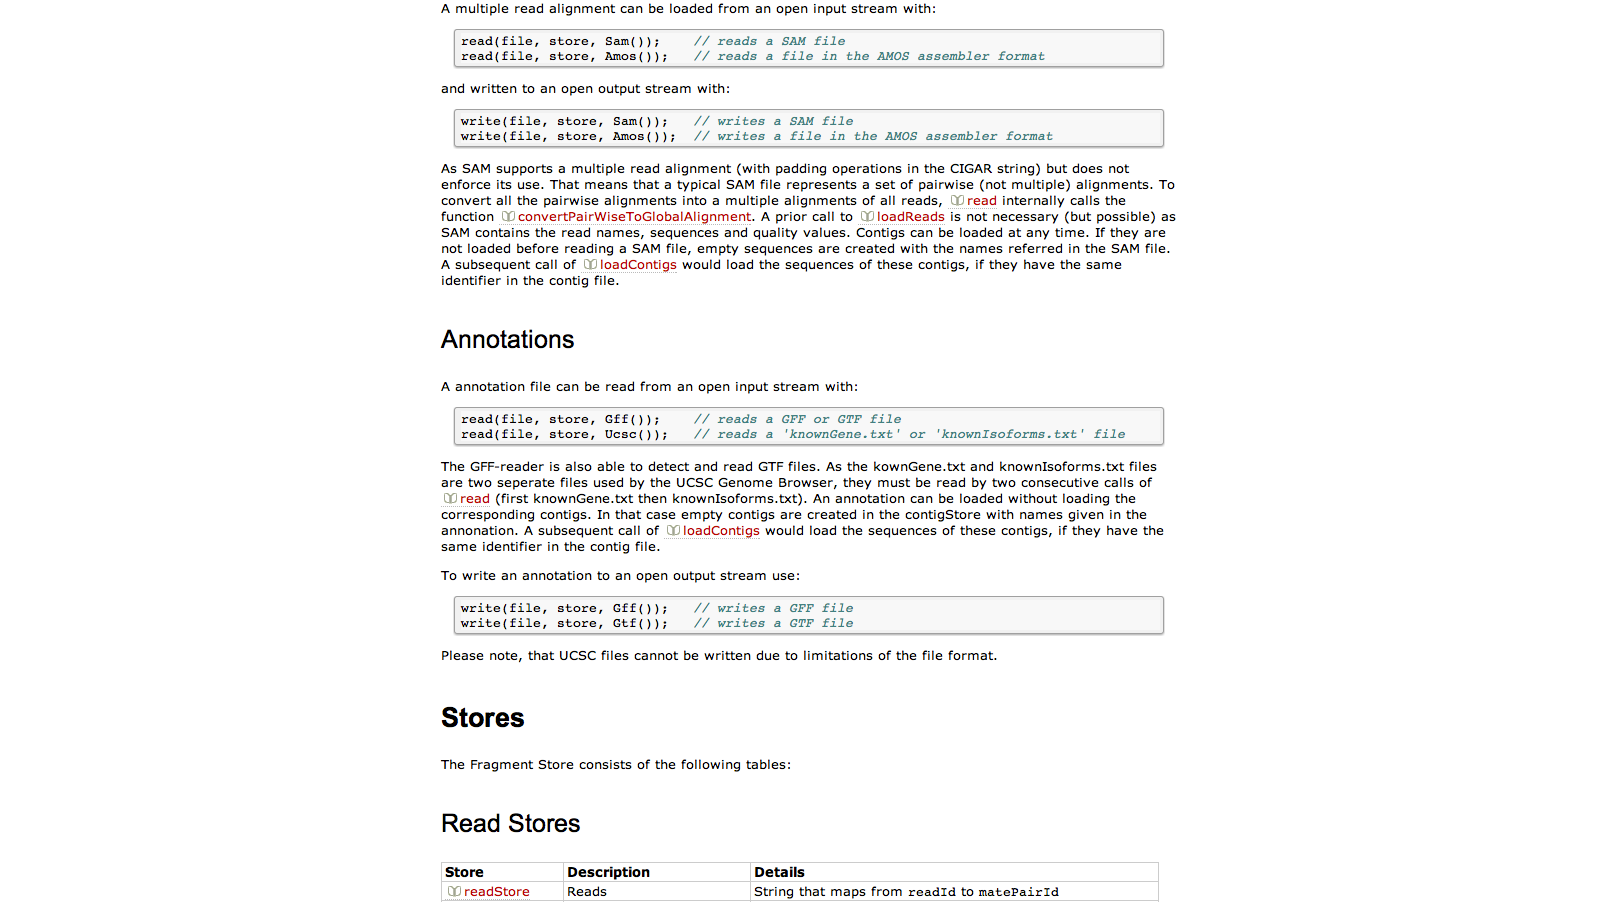 A multiple read alignment can be loaded from an open input stream with:
read(file, store, Sam());    // reads a SAM file
read(file, store, Amos());   // reads a file in the AMOS assembler format
and written to an open output stream with:
write(file, store, Sam());   // writes a SAM file
write(file, store, Amos());  // writes a file in the AMOS assembler format
As SAM supports a multiple read alignment (with padding operations in the CIGAR string) but does not
enforce its use. That means that a typical SAM file represents a set of pairwise (not multiple) alignments. To
convert all the pairwise alignments into a multiple alignments of all reads, read internally calls the
function convertPairWiseToGlobalAlignment. A prior call to loadReads is not necessary (but possible) as
SAM contains the read names, sequences and quality values. Contigs can be loaded at any time. If they are
not loaded before reading a SAM file, empty sequences are created with the names referred in the SAM file.
A subsequent call of loadContigs would load the sequences of these contigs, if they have the same
identifier in the contig file.
Annotations
A annotation file can be read from an open input stream with:
read(file, store, Gff());    // reads a GFF or GTF file
read(file, store, Ucsc());   // reads a 'knownGene.txt' or 'knownIsoforms.txt' file
The GFF-reader is also able to detect and read GTF files. As the kownGene.txt and knownIsoforms.txt files
are two seperate files used by the UCSC Genome Browser, they must be read by two consecutive calls of
read (first knownGene.txt then knownIsoforms.txt). An annotation can be loaded without loading the
corresponding contigs. In that case empty contigs are created in the contigStore with names given in the
annonation. A subsequent call of loadContigs would load the sequences of these contigs, if they have the
same identifier in the contig file.
To write an annotation to an open output stream use:
write(file, store, Gff());   // writes a GFF file
write(file, store, Gtf());   // writes a GTF file
Please note, that UCSC files cannot be written due to limitations of the file format.
Stores
The Fragment Store consists of the following tables:
Read Stores
Store Description Details
readStore Reads String that maps from readId to matePairId